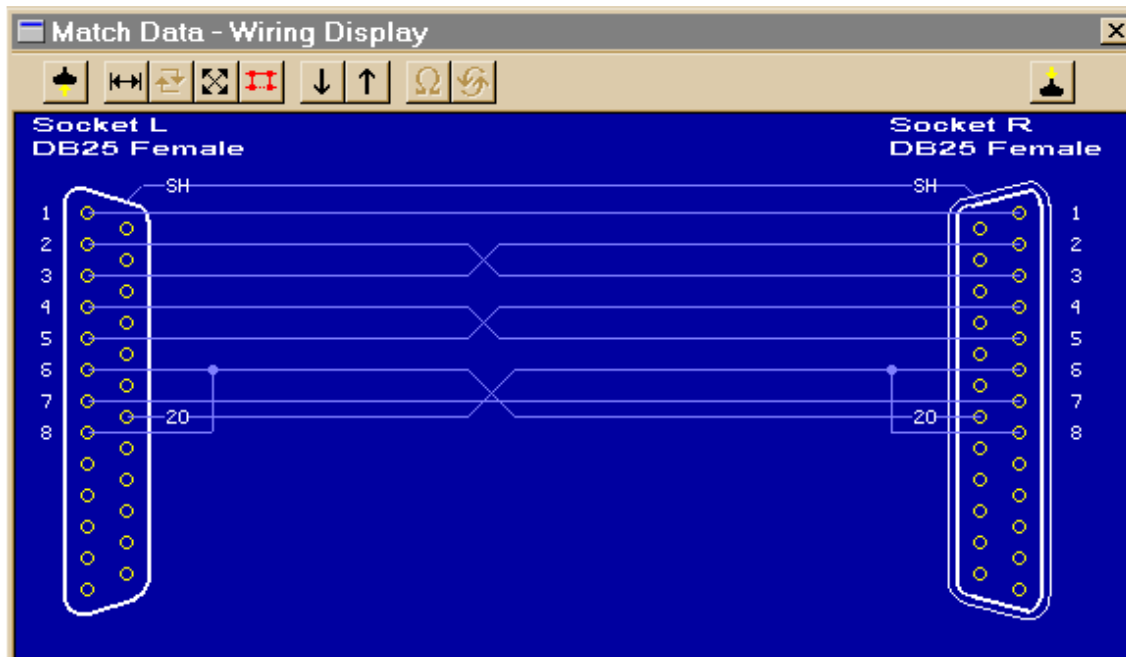 Match Data - Wiring Display
Socket L
DB25 Female
Socket R
DB25 Female
SH SH
1 1
2 2
3 3
4 4
5 5
6 6
7 7
20 20
8 8